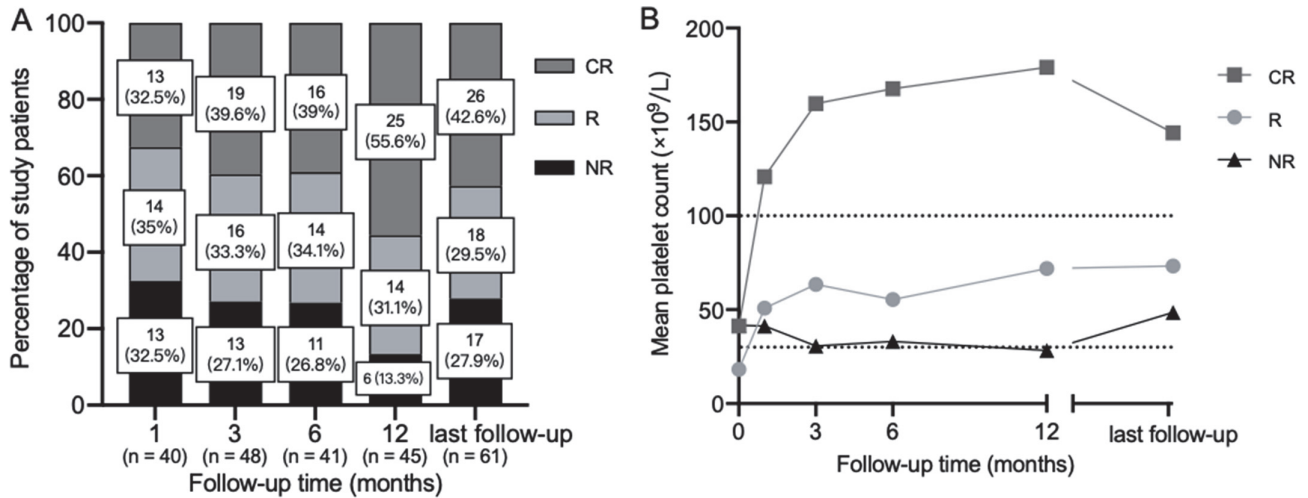 A
Percentage of study patients
100
80
60
40
20
0
13
(32.5%)
14
(35%)
13
(32.5%)
19
(39.6%)
16
(33.3%)
13
(27.1%)
16
(39%)
14
(34.1%)
11
(26.8%)
25
(55.6%)
14
(31.1%)
6 (13.3%)
26
(42.6%)
18
(29.5%)
17
(27.9%)
CR
R
NR
1 3 6 12 last follow-up
(n = 40) (n = 48) (n = 41) (n = 45) (n = 61)
Follow-up time (months)
B
Mean platelet count (×10⁹/L)
200
150
100
50
0
CR
R
NR
0 3 6 12 last follow-up
Follow-up time (months)